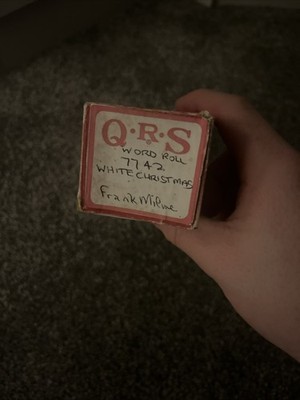 Q·R·S
WORD ROLL
7742
WHITE CHRISTMAS
Frank Milne